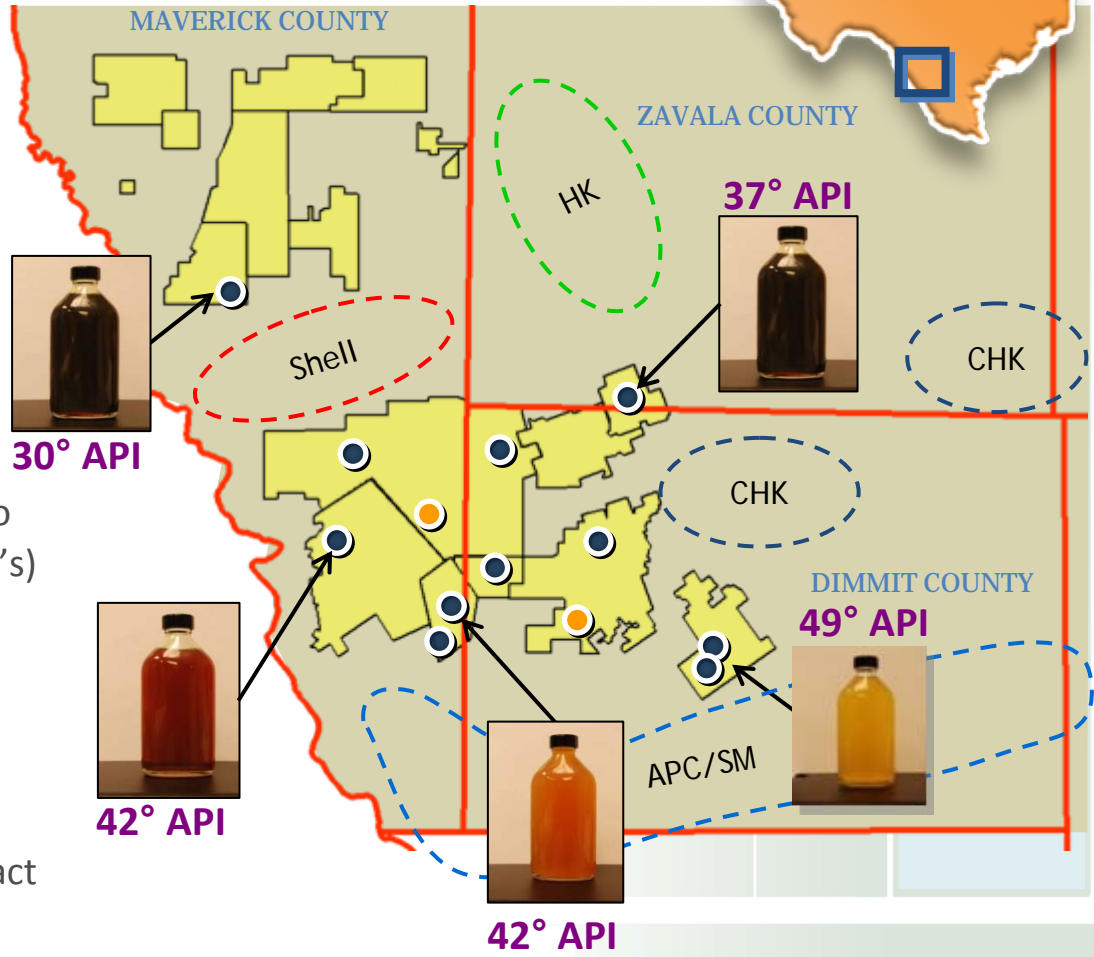 MAVERICK COUNTY
ZAVALA COUNTY
HK
37° API
Shell
CHK
30° API
CHK
's)
DIMMIT COUNTY
49° API
APC/SM
42° API
act
42° API